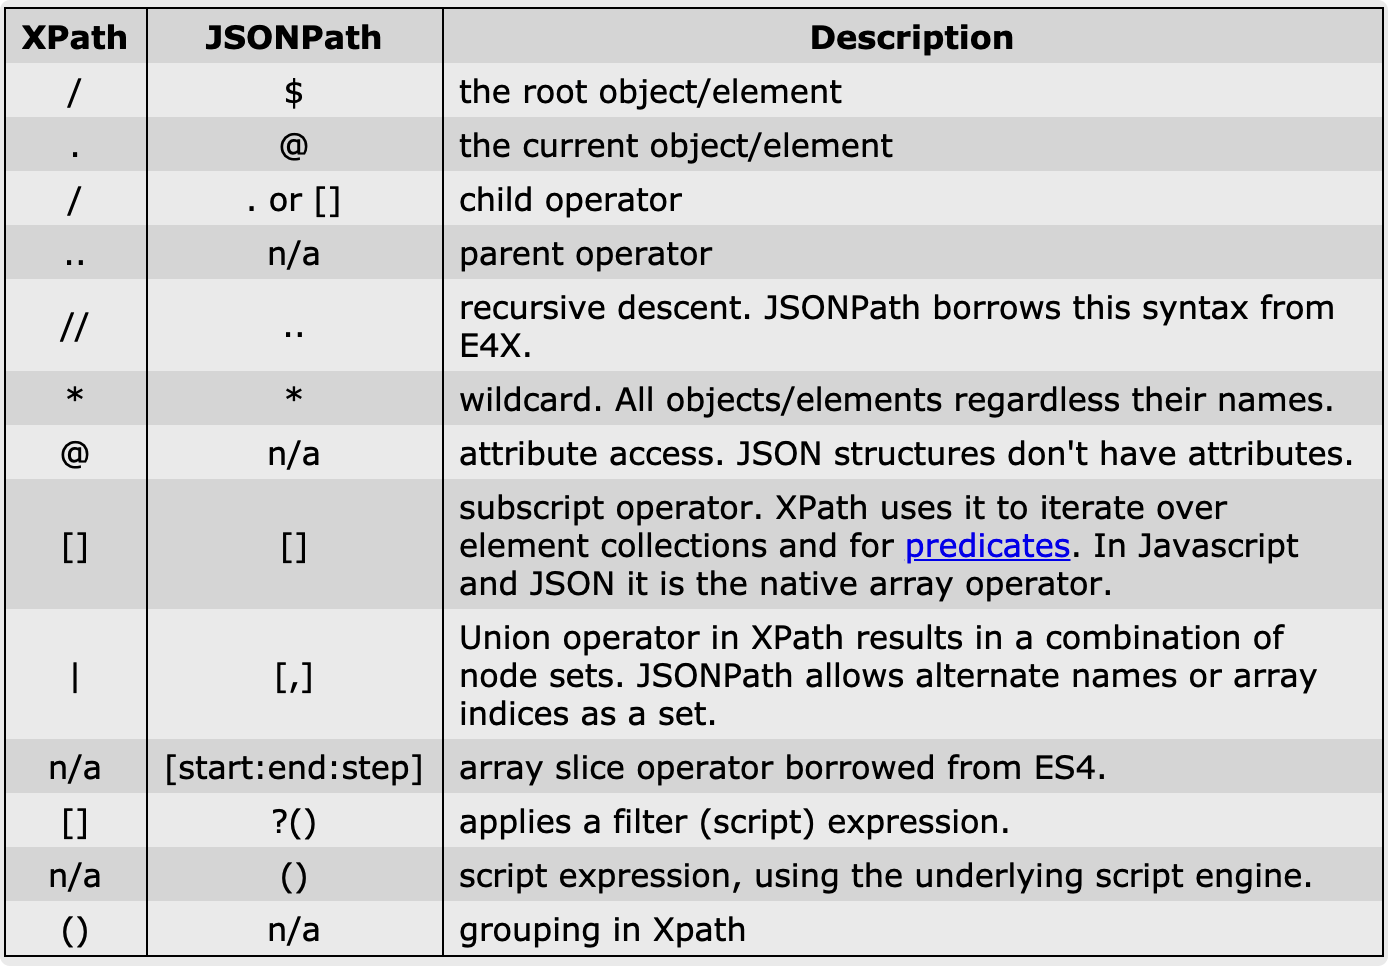 XPath JSONPath Description
/ $ the root object/element
. @ the current object/element
/ . or [] child operator
.. n/a parent operator
// .. recursive descent. JSONPath borrows this syntax from
E4X.
* * wildcard. All objects/elements regardless their names.
@ n/a attribute access. JSON structures don't have attributes.
[] [] subscript operator. XPath uses it to iterate over
element collections and for predicates. In Javascript
and JSON it is the native array operator.
| [,] Union operator in XPath results in a combination of
node sets. JSONPath allows alternate names or array
indices as a set.
n/a [start:end:step] array slice operator borrowed from ES4.
[] ?() applies a filter (script) expression.
n/a () script expression, using the underlying script engine.
() n/a grouping in Xpath